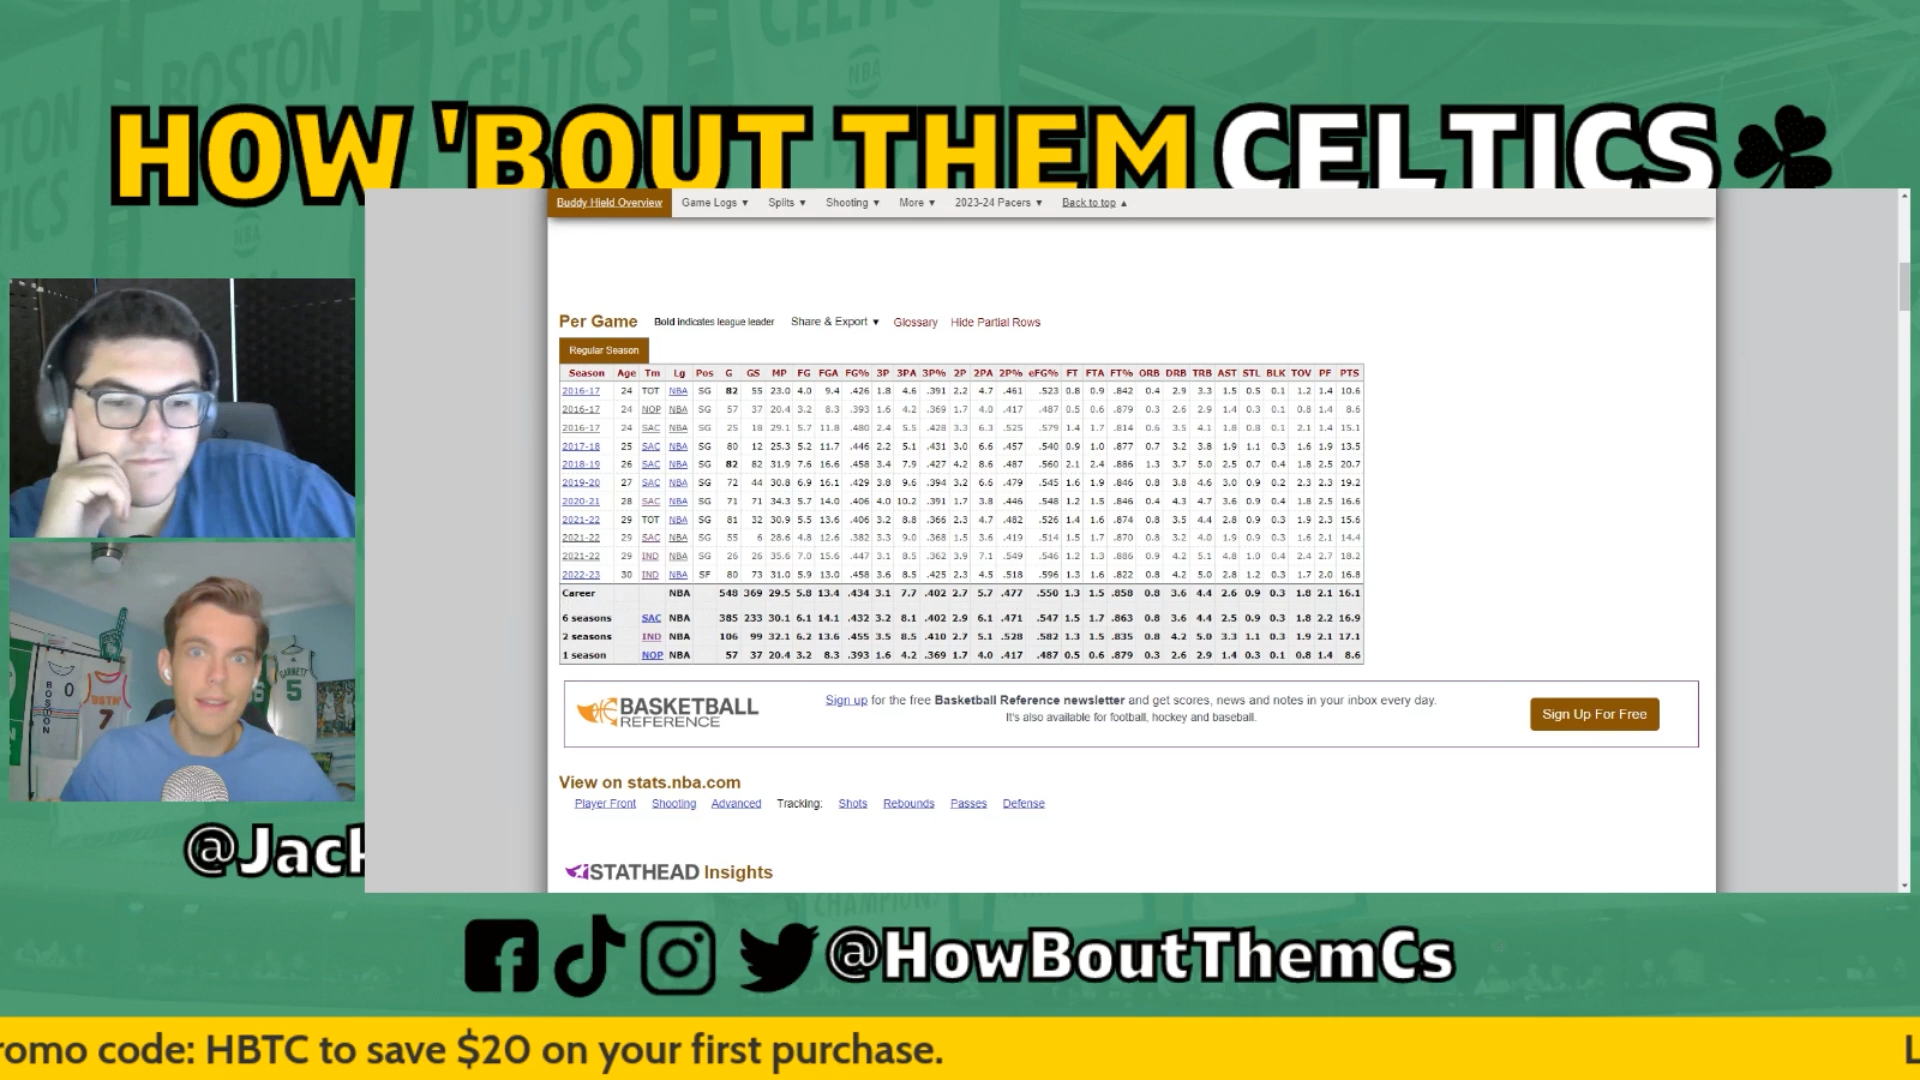 BOSTON
CELTICS
BOSTON
CELTICS
CELTIC
NBA
TON
TICS
NBA
HOW 'BOUT THEM CELTICS
Buddy Hield Overview Game Logs ▼ Splits ▼ Shooting ▼ More ▼ 2023-24 Pacers ▼ Back to top ▲
Per Game Bold indicates league leader Share & Export ▼ Glossary Hide Partial Rows
Regular Season
Season Age Tm Lg Pos G GS MP FG FGA FG% 3P 3PA 3P% 2P 2PA 2P% eFG% FT FTA FT% ORB DRB TRB AST STL BLK TOV PF PTS
2016-17 24 TOT NBA SG 82 55 23.0 4.0 9.4 .426 1.8 4.6 .391 2.2 4.7 .461 .523 0.8 0.9 .842 0.4 2.9 3.3 1.5 0.5 0.1 1.2 1.4 10.6
2016-17 24 NOP NBA SG 57 37 20.4 3.2 8.3 .393 1.6 4.2 .369 1.7 4.0 .417 .487 0.5 0.6 .879 0.3 2.6 2.9 1.4 0.3 0.1 0.8 1.4 8.6
2016-17 24 SAC NBA SG 25 18 29.1 5.7 11.8 .480 2.4 5.5 .428 3.3 6.3 .525 .579 1.4 1.7 .814 0.6 3.5 4.1 1.8 0.8 0.1 2.1 1.4 15.1
2017-18 25 SAC NBA SG 80 12 25.3 5.2 11.7 .446 2.2 5.1 .431 3.0 6.6 .457 .540 0.9 1.0 .877 0.7 3.2 3.8 1.9 1.1 0.3 1.6 1.9 13.5
2018-19 26 SAC NBA SG 82 82 31.9 7.6 16.6 .458 3.4 7.9 .427 4.2 8.6 .487 .560 2.1 2.4 .886 1.3 3.7 5.0 2.5 0.7 0.4 1.8 2.5 20.7
2019-20 27 SAC NBA SG 72 44 30.8 6.9 16.1 .429 3.8 9.6 .394 3.2 6.6 .479 .545 1.6 1.9 .846 0.8 3.8 4.6 3.0 0.9 0.2 2.3 2.3 19.2
2020-21 28 SAC NBA SG 71 71 34.3 5.7 14.0 .406 4.0 10.2 .391 1.7 3.8 .446 .548 1.2 1.5 .846 0.4 4.3 4.7 3.6 0.9 0.4 1.8 2.5 16.6
2021-22 29 TOT NBA SG 81 32 30.9 5.5 13.6 .406 3.2 8.8 .366 2.3 4.7 .482 .526 1.4 1.6 .874 0.8 3.5 4.4 2.8 0.9 0.3 1.9 2.3 15.6
2021-22 29 SAC NBA SG 55 6 28.6 4.8 12.6 .382 3.3 9.0 .368 1.5 3.6 .419 .514 1.5 1.7 .870 0.8 3.2 4.0 1.9 0.9 0.3 1.6 2.1 14.4
2021-22 29 IND NBA SG 26 26 35.6 7.0 15.6 .447 3.1 8.5 .362 3.9 7.1 .549 .546 1.2 1.3 .886 0.9 4.2 5.1 4.8 1.0 0.4 2.4 2.7 18.2
2022-23 30 IND NBA SF 80 73 31.0 5.9 13.0 .458 3.6 8.5 .425 2.3 4.5 .518 .596 1.3 1.6 .822 0.8 4.2 5.0 2.8 1.2 0.3 1.7 2.0 16.8
Career NBA 548 369 29.5 5.8 13.4 .434 3.1 7.7 .402 2.7 5.7 .477 .550 1.3 1.5 .858 0.8 3.6 4.4 2.6 0.9 0.3 1.8 2.1 16.1
6 seasons SAC NBA 385 233 30.1 6.1 14.1 .432 3.2 8.1 .402 2.9 6.1 .471 .547 1.5 1.7 .863 0.8 3.6 4.4 2.5 0.9 0.3 1.8 2.2 16.9
2 seasons IND NBA 106 99 32.1 6.2 13.6 .455 3.5 8.5 .410 2.7 5.1 .528 .582 1.3 1.5 .835 0.8 4.2 5.0 3.3 1.1 0.3 1.9 2.1 17.1
1 season NOP NBA 57 37 20.4 3.2 8.3 .393 1.6 4.2 .369 1.7 4.0 .417 .487 0.5 0.6 .879 0.3 2.6 2.9 1.4 0.3 0.1 0.8 1.4 8.6
BASKETBALL
REFERENCE
Sign up for the free Basketball Reference newsletter and get scores, news and notes in your inbox every day.
It's also available for football, hockey and baseball.
Sign Up For Free
View on stats.nba.com
Player Front Shooting Advanced Tracking: Shots Rebounds Passes Defense
STATHEAD Insights
BOSTON
0
7
GARNETT
5
@Jack
CHAMPIONS
@HowBoutThemCs
romo code: HBTC to save $20 on your first purchase.
L